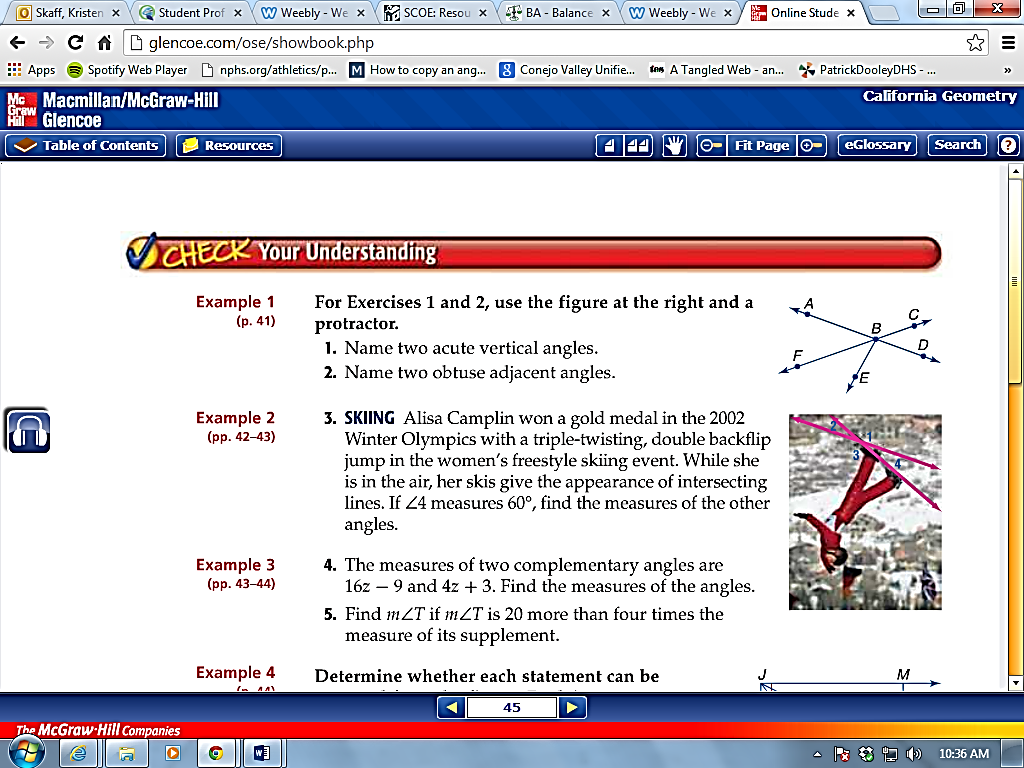 Skaff, Kristen
Student Prof
Weebly - We
SCOE: Resou
BA - Balance
Weebly - We
Online Stude
glencoe.com/ose/showbook.php
Apps
Spotify Web Player
nphs.org/athletics/p...
How to copy an ang...
Conejo Valley Unifie...
A Tangled Web - an...
PatrickDooleyDHS - ...
»
Mc Graw Hill
Macmillan/McGraw-Hill
Glencoe
California Geometry
Table of Contents
Resources
Fit Page
eGlossary
Search
?
CHECK Your Understanding
Example 1
(p. 41)
For Exercises 1 and 2, use the figure at the right and a
protractor.
1. Name two acute vertical angles.
2. Name two obtuse adjacent angles.
A
B
C
D
F
E
Example 2
(pp. 42–43)
3. SKIING Alisa Camplin won a gold medal in the 2002
Winter Olympics with a triple-twisting, double backflip
jump in the women's freestyle skiing event. While she
is in the air, her skis give the appearance of intersecting
lines. If ∠4 measures 60°, find the measures of the other
angles.
2
1
3
4
Example 3
(pp. 43–44)
4. The measures of two complementary angles are
16z − 9 and 4z + 3. Find the measures of the angles.
5. Find m∠T if m∠T is 20 more than four times the
measure of its supplement.
Example 4
Determine whether each statement can be
J
M
45
The McGraw·Hill Companies
10:36 AM